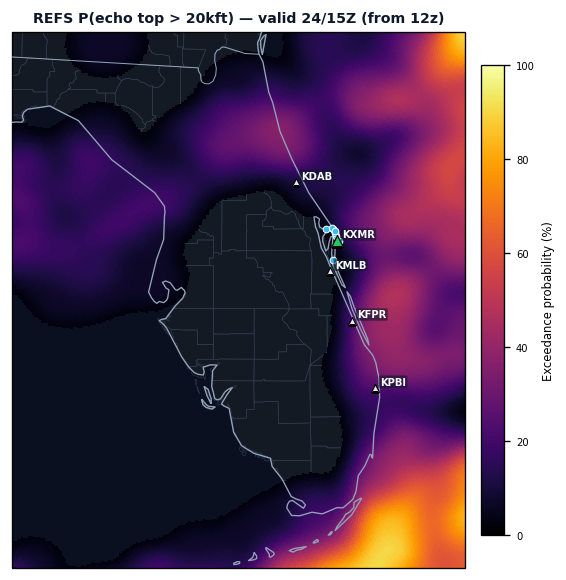 REFS P(echo top > 20kft) — valid 24/15Z (from 12z)
KDAB
KXMR
KMLB
KFPR
KPBI
100
80
60
40
20
0
Exceedance probability (%)